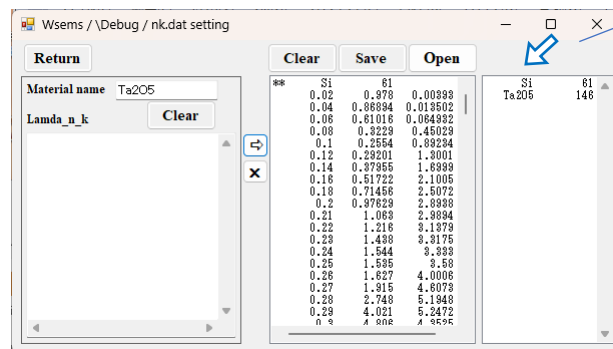 Wsems / \Debug / nk.dat setting
Return
Clear Save Open
Material name Ta2O5
Lamda_n_k Clear
** Si 61
0.02 0.978 0.00393
0.04 0.86894 0.013502
0.06 0.61016 0.064932
0.08 0.3229 0.45029
0.1 0.2554 0.89234
0.12 0.29201 1.3001
0.14 0.37955 1.6999
0.16 0.51722 2.1005
0.18 0.71456 2.5072
0.2 0.97629 2.8938
0.21 1.063 2.9894
0.22 1.216 3.1379
0.23 1.438 3.3175
0.24 1.544 3.333
0.25 1.535 3.58
0.26 1.627 4.0006
0.27 1.915 4.6073
0.28 2.748 5.1948
0.29 4.021 5.2472
0.3 4.806 4.3525
Si 61
Ta2O5 146